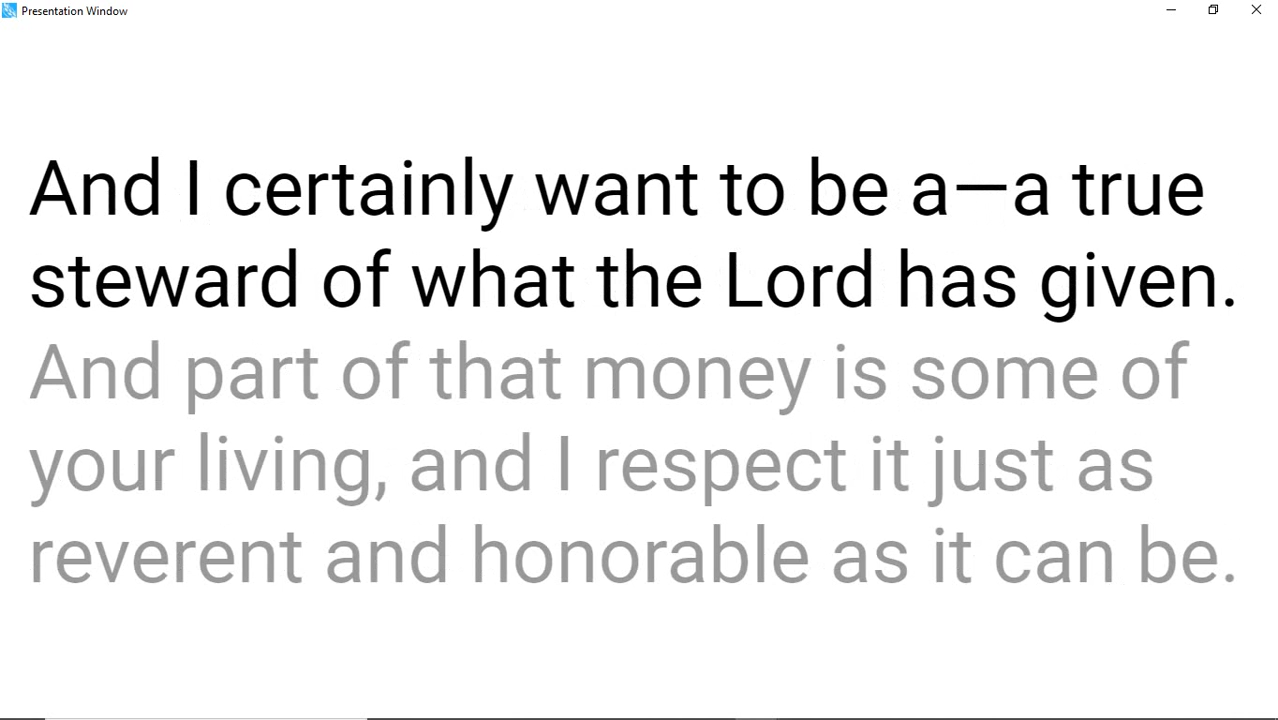 Presentation Window
And I certainly want to be a—a true
steward of what the Lord has given.
And part of that money is some of
your living, and I respect it just as
reverent and honorable as it can be.